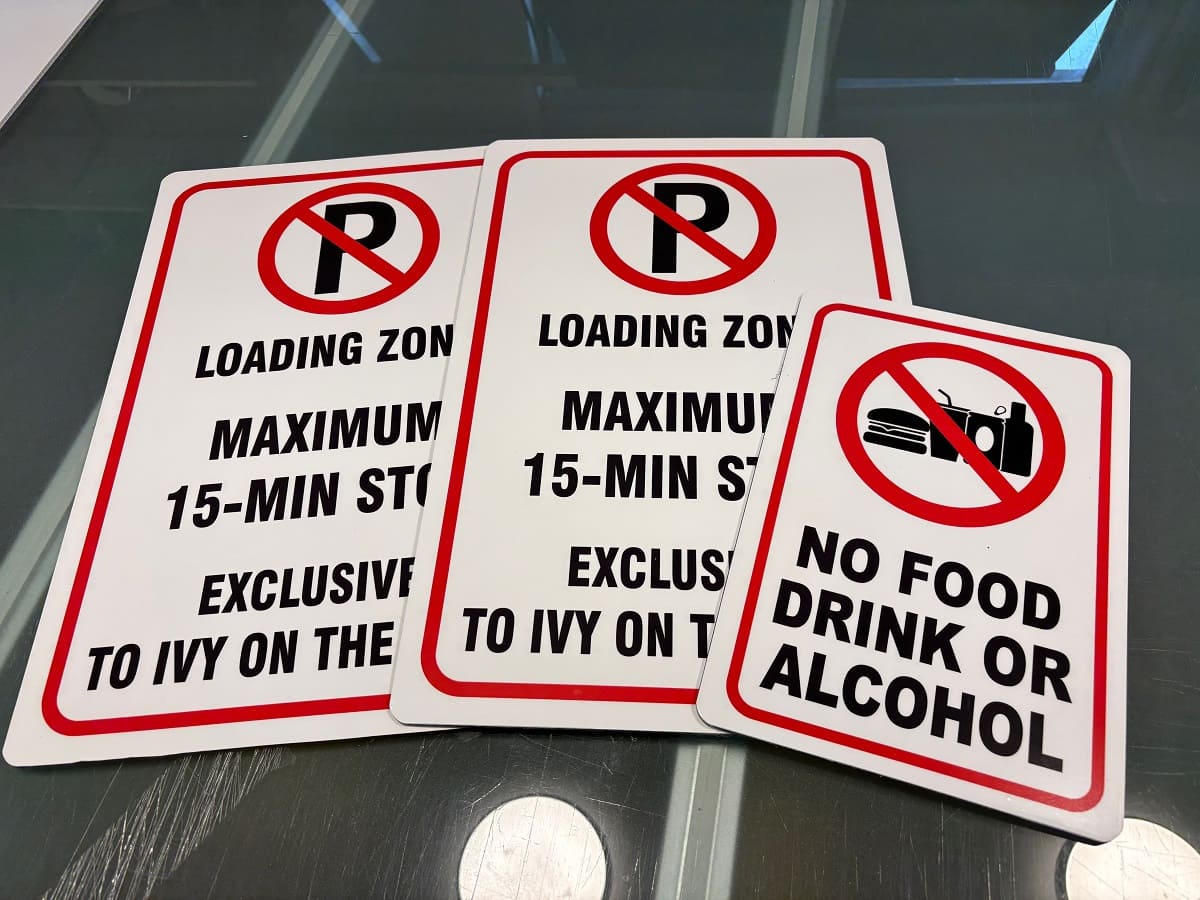 P
LOADING ZON
MAXIMUM
15-MIN STO
EXCLUSIVE
TO IVY ON THE
P
LOADING ZON
MAXIMU
15-MIN ST
EXCLUS
TO IVY ON T
NO FOOD
DRINK OR
ALCOHOL